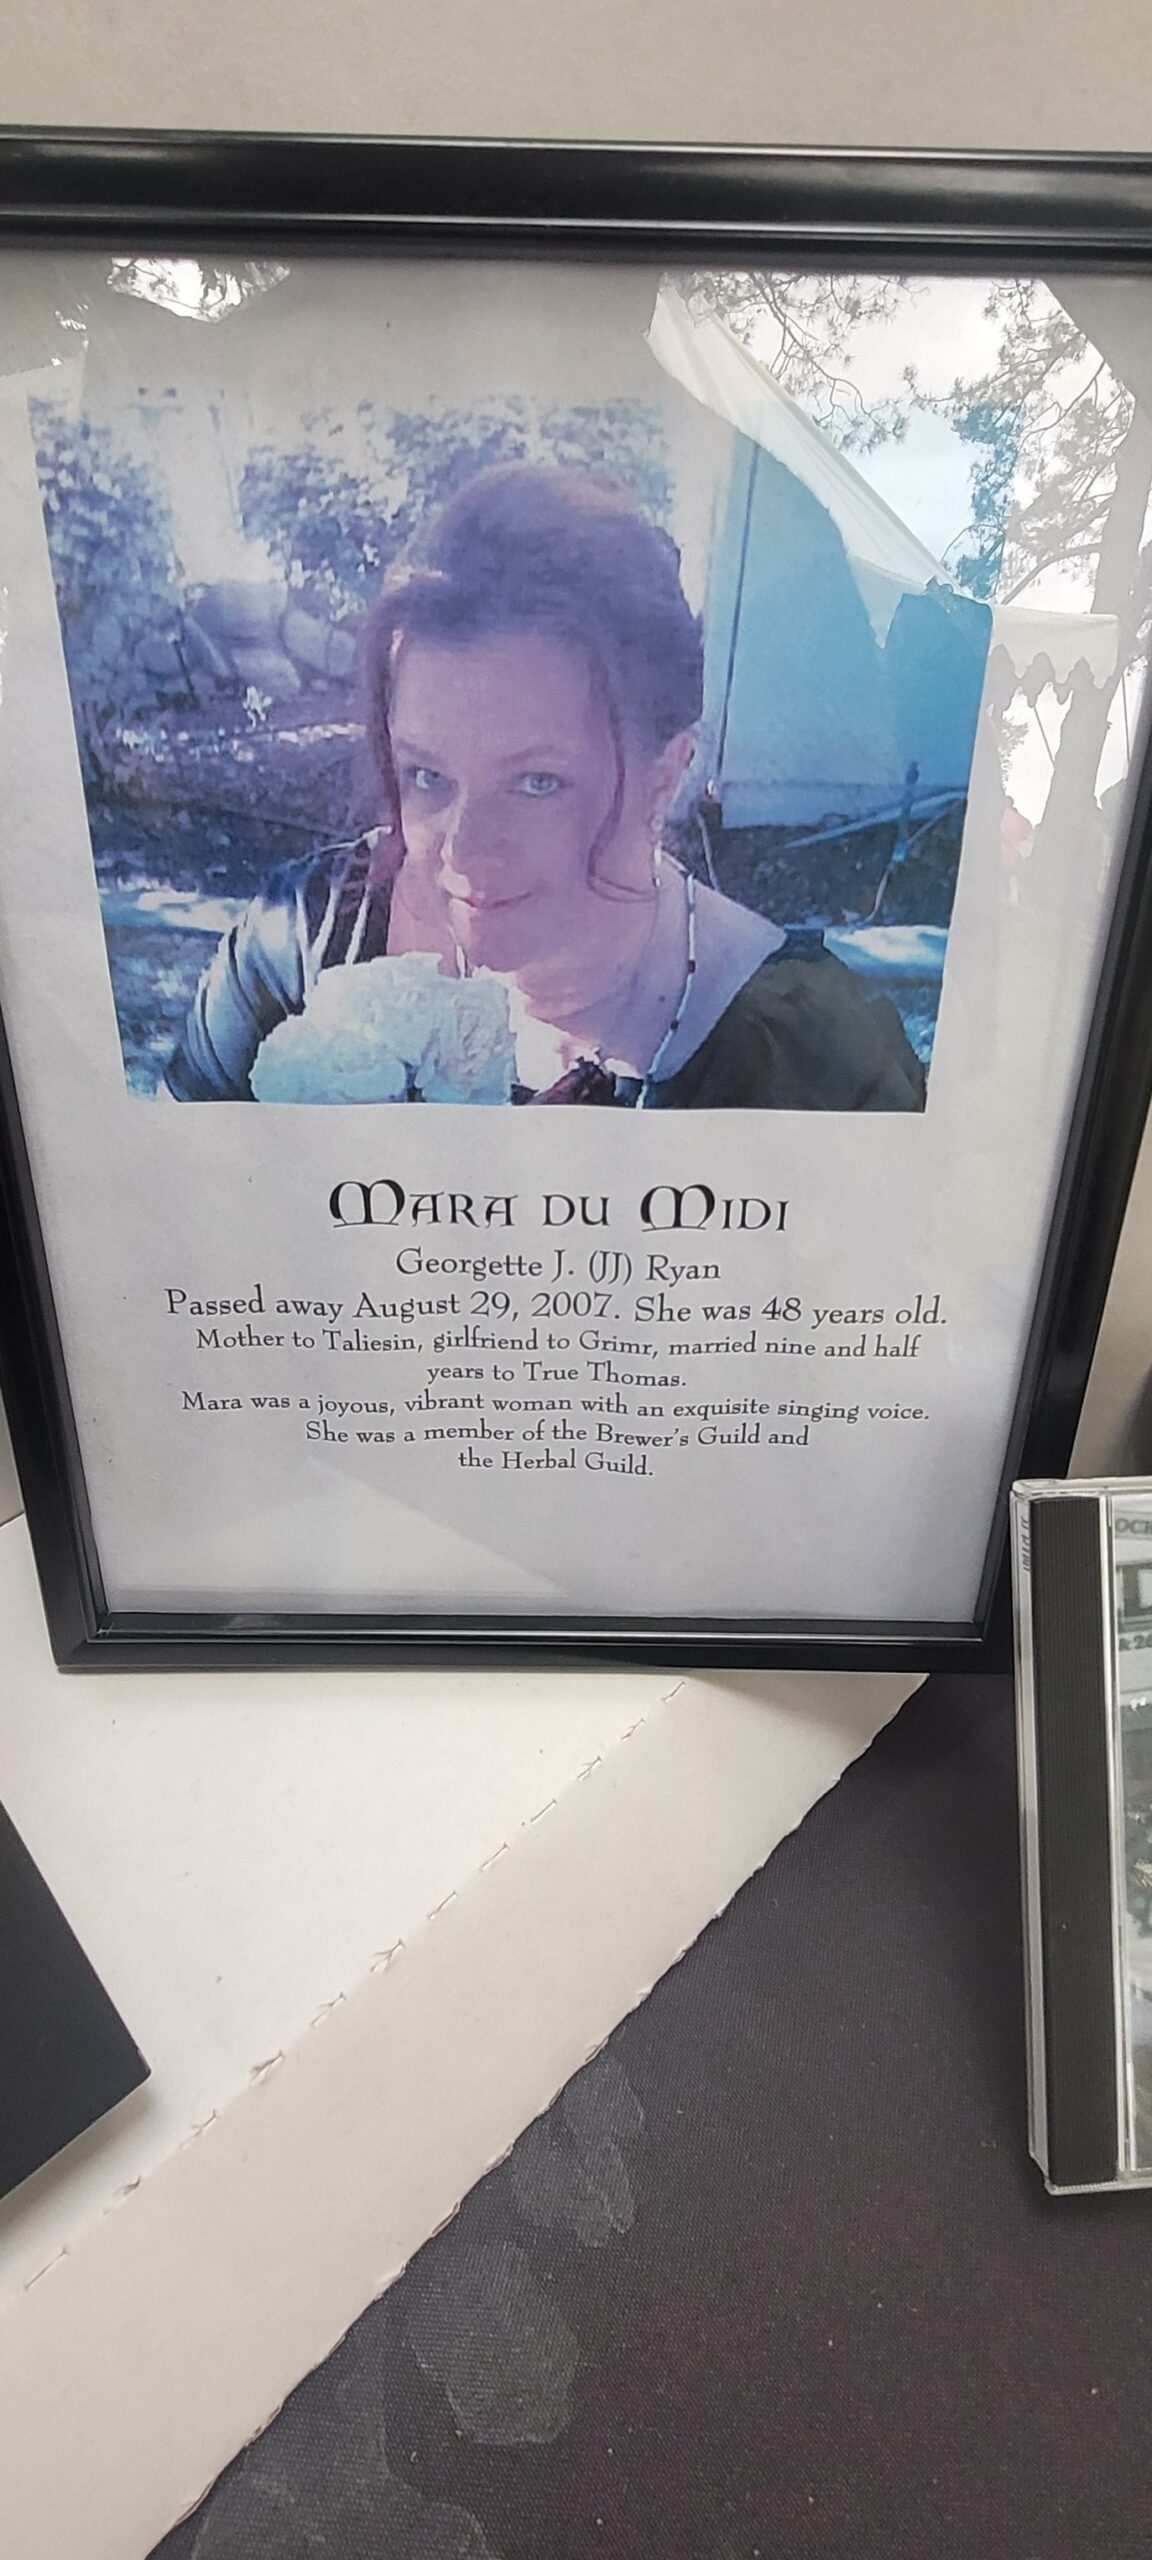 Mara du Midi
Georgette J. (JJ) Ryan
Passed away August 29, 2007. She was 48 years old.
Mother to Taliesin, girlfriend to Grimr, married nine and half
years to True Thomas.
Mara was a joyous, vibrant woman with an exquisite singing voice.
She was a member of the Brewer's Guild and
the Herbal Guild.